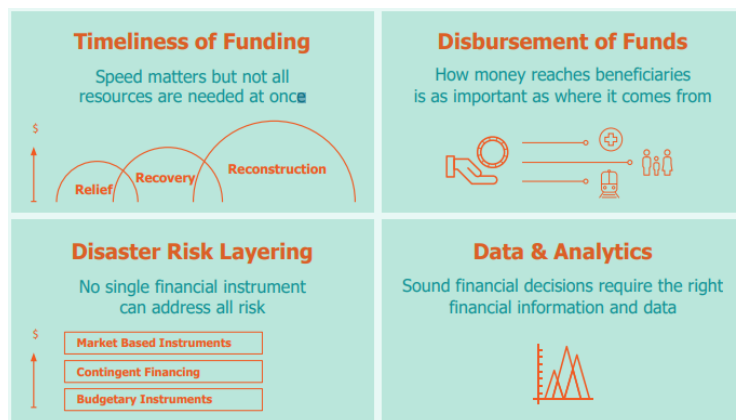 Timeliness of Funding
Speed matters but not all
resources are needed at once
$
Relief
Recovery
Reconstruction
Disbursement of Funds
How money reaches beneficiaries
is as important as where it comes from
Disaster Risk Layering
No single financial instrument
can address all risk
$
Market Based Instruments
Contingent Financing
Budgetary Instruments
Data & Analytics
Sound financial decisions require the right
financial information and data